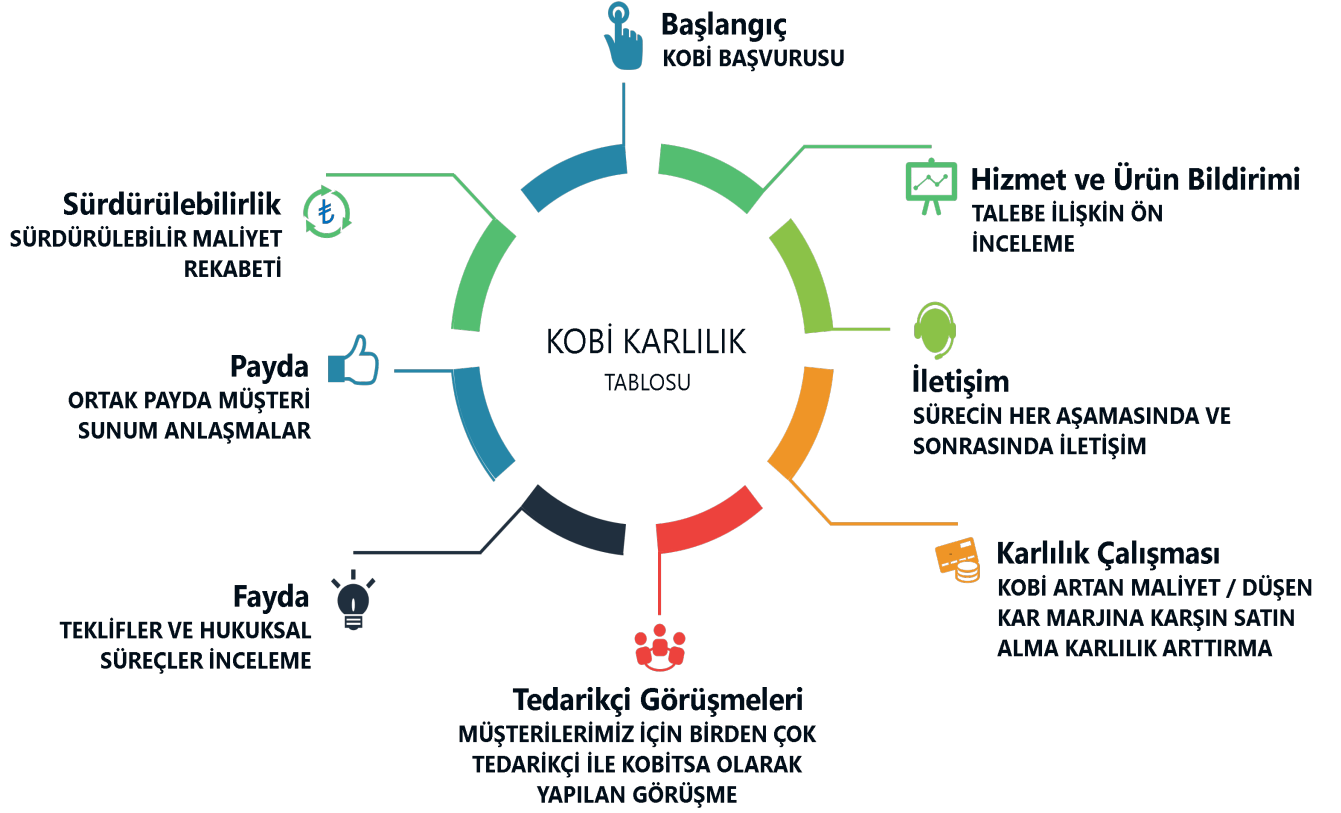 Başlangıç
KOBİ BAŞVURUSU
Hizmet ve Ürün Bildirimi
TALEBE İLİŞKİN ÖN
İNCELEME
İletişim
SÜRECİN HER AŞAMASINDA VE
SONRASINDA İLETİŞİM
Karlılık Çalışması
KOBİ ARTAN MALİYET / DÜŞEN
KAR MARJINA KARŞIN SATIN
ALMA KARLILIK ARTTIRMA
Tedarikçi Görüşmeleri
MÜŞTERİLERİMİZ İÇİN BİRDEN ÇOK
TEDARİKÇİ İLE KOBİTSA OLARAK
YAPILAN GÖRÜŞME
Fayda
TEKLİFLER VE HUKUKSAL
SÜREÇLER İNCELEME
Payda
ORTAK PAYDA MÜŞTERİ
SUNUM ANLAŞMALAR
Sürdürülebilirlik
SÜRDÜRÜLEBİLİR MALİYET
REKABETİ
₺
KOBİ KARLILIK
TABLOSU